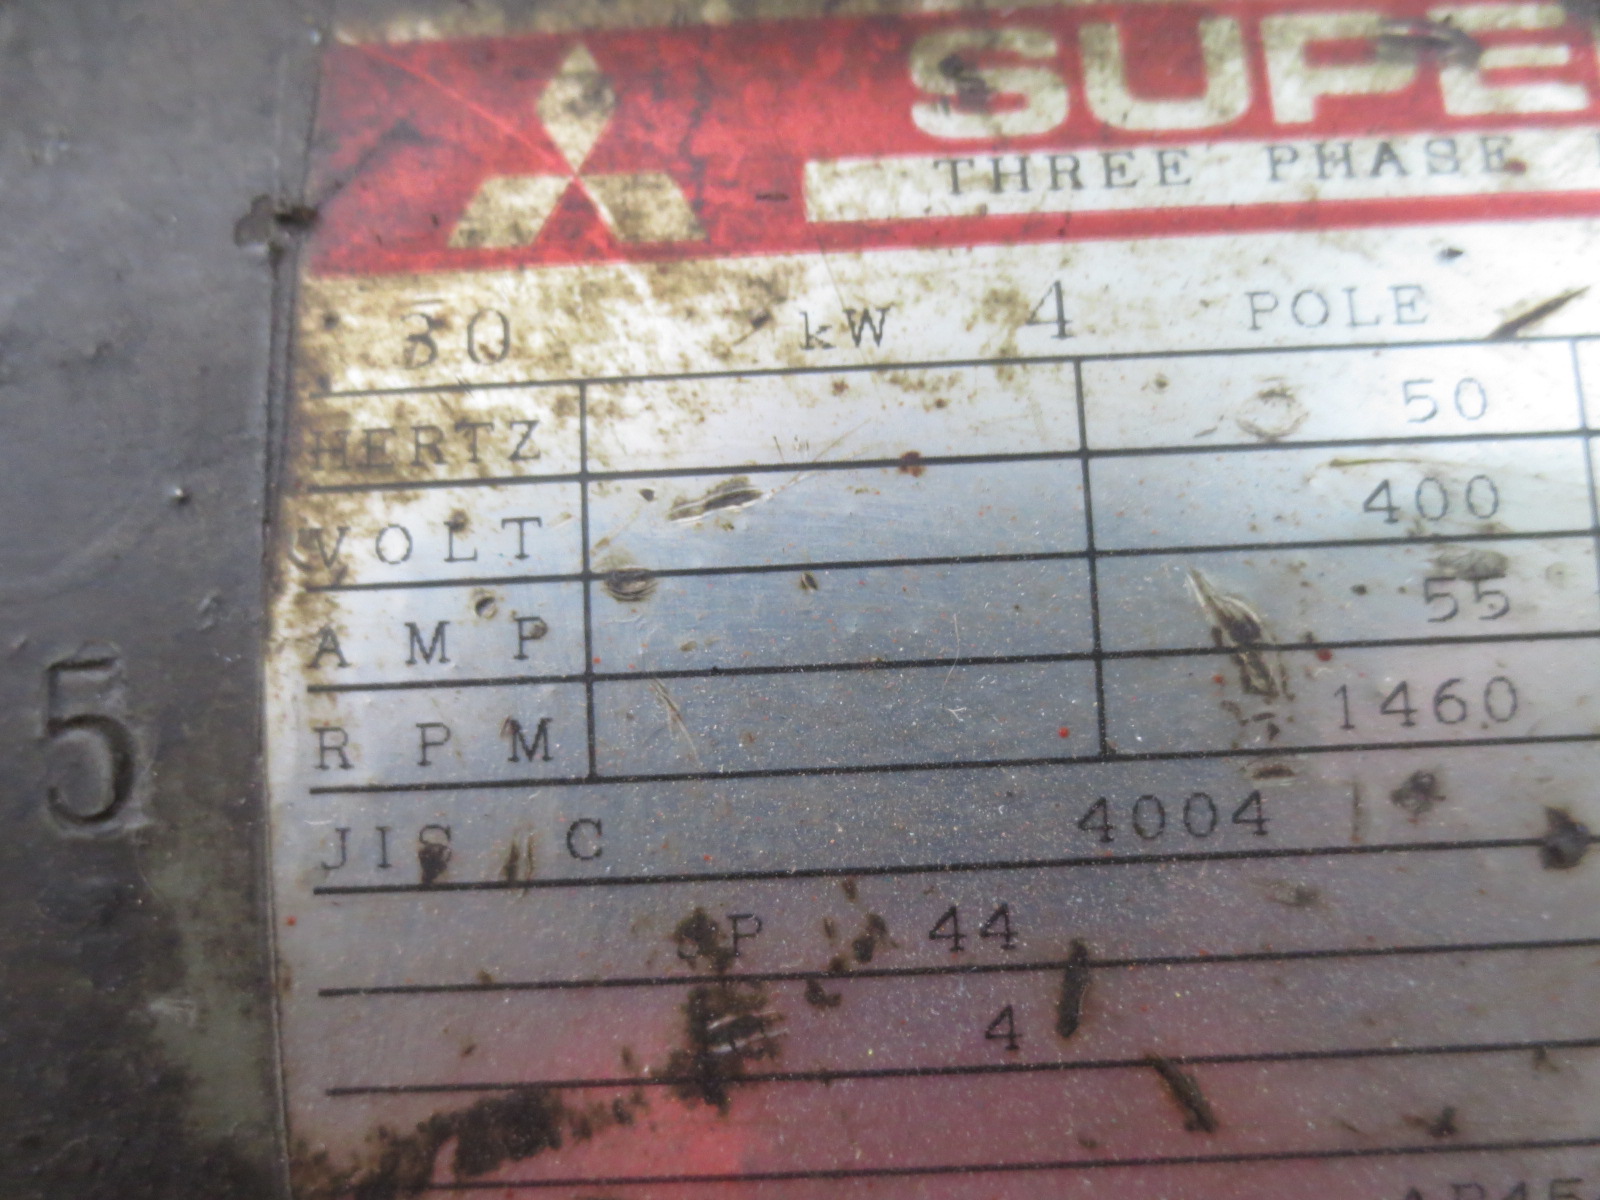 SUPE
THREE PHASE
30 kW 4 POLE
HERTZ 50
VOLT 400
AMP 55
RPM 1460
JIS C 4004
44
4
5